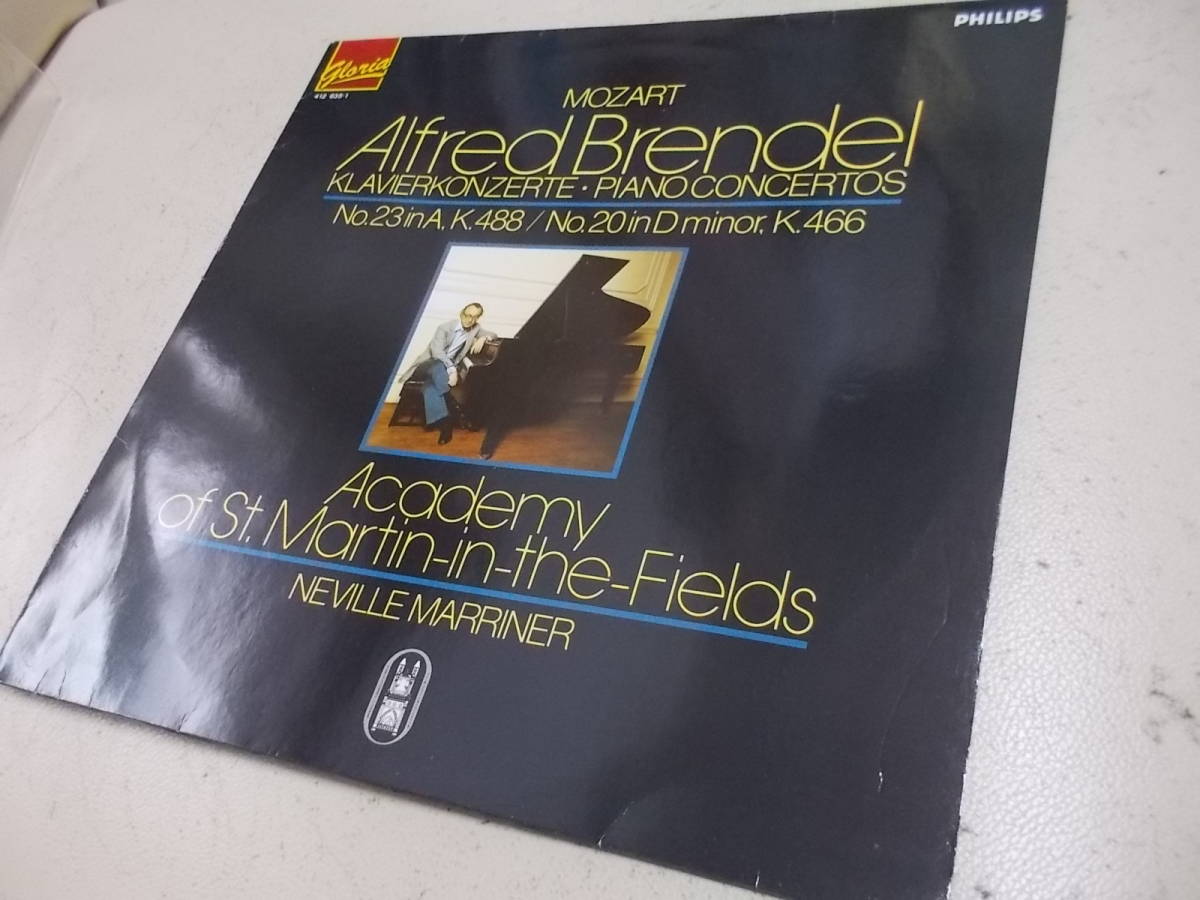 PHILIPS
Gloria
MOZART
Alfred Brendel
KLAVIERKONZERTE · PIANO CONCERTOS
No. 23 in A, K. 488 / No. 20 in D minor, K. 466
Academy
of St. Martin-in-the-Fields
NEVILLE MARRINER